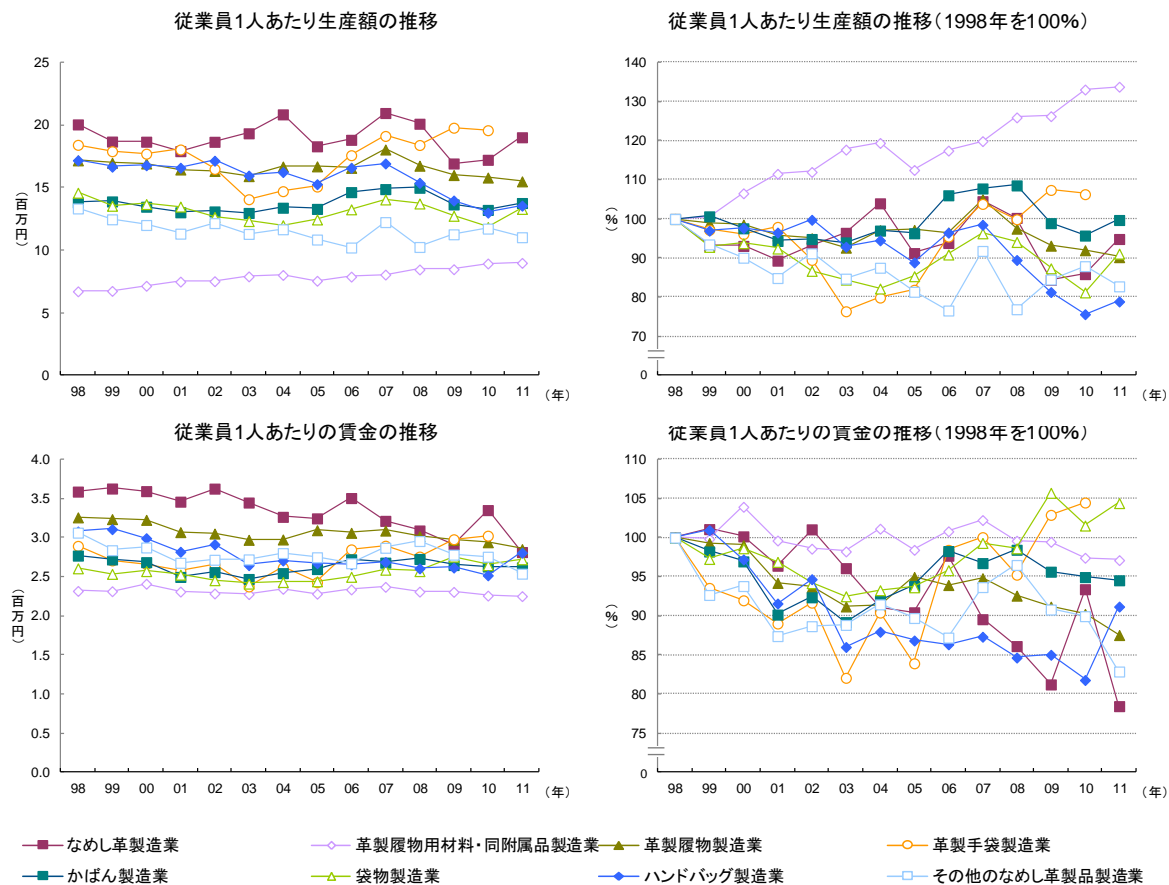 従業員1人あたり生産額の推移
25
20
15
10
5
0
(百万円)
98 99 00 01 02 03 04 05 06 07 08 09 10 11 (年)
従業員1人あたり生産額の推移(1998年を100%)
140
130
120
110
100
90
80
70
0
(%)
98 99 00 01 02 03 04 05 06 07 08 09 10 11 (年)
従業員1人あたりの賃金の推移
4.0
3.5
3.0
2.5
2.0
1.5
1.0
0.5
0.0
(百万円)
98 99 00 01 02 03 04 05 06 07 08 09 10 11 (年)
従業員1人あたりの賃金の推移(1998年を100%)
110
105
100
95
90
85
80
75
0
(%)
98 99 00 01 02 03 04 05 06 07 08 09 10 11 (年)
なめし革製造業 革製履物用材料・同附属品製造業 革製履物製造業 革製手袋製造業
かばん製造業 袋物製造業 ハンドバッグ製造業 その他のなめし革製品製造業